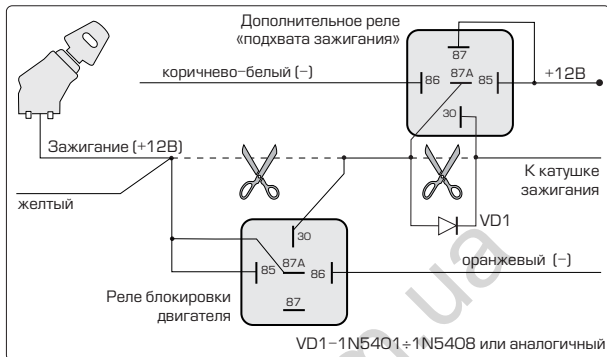 Дополнительное реле
«подхвата зажигания»
87
коричнево-белый (-)
86
87A
85
+12В
30
Зажигание (+12В)
К катушке
зажигания
желтый
VD1
30
85
87A
86
оранжевый (-)
Реле блокировки
двигателя
87
VD1-1N5401÷1N5408 или аналогичный
m.ua